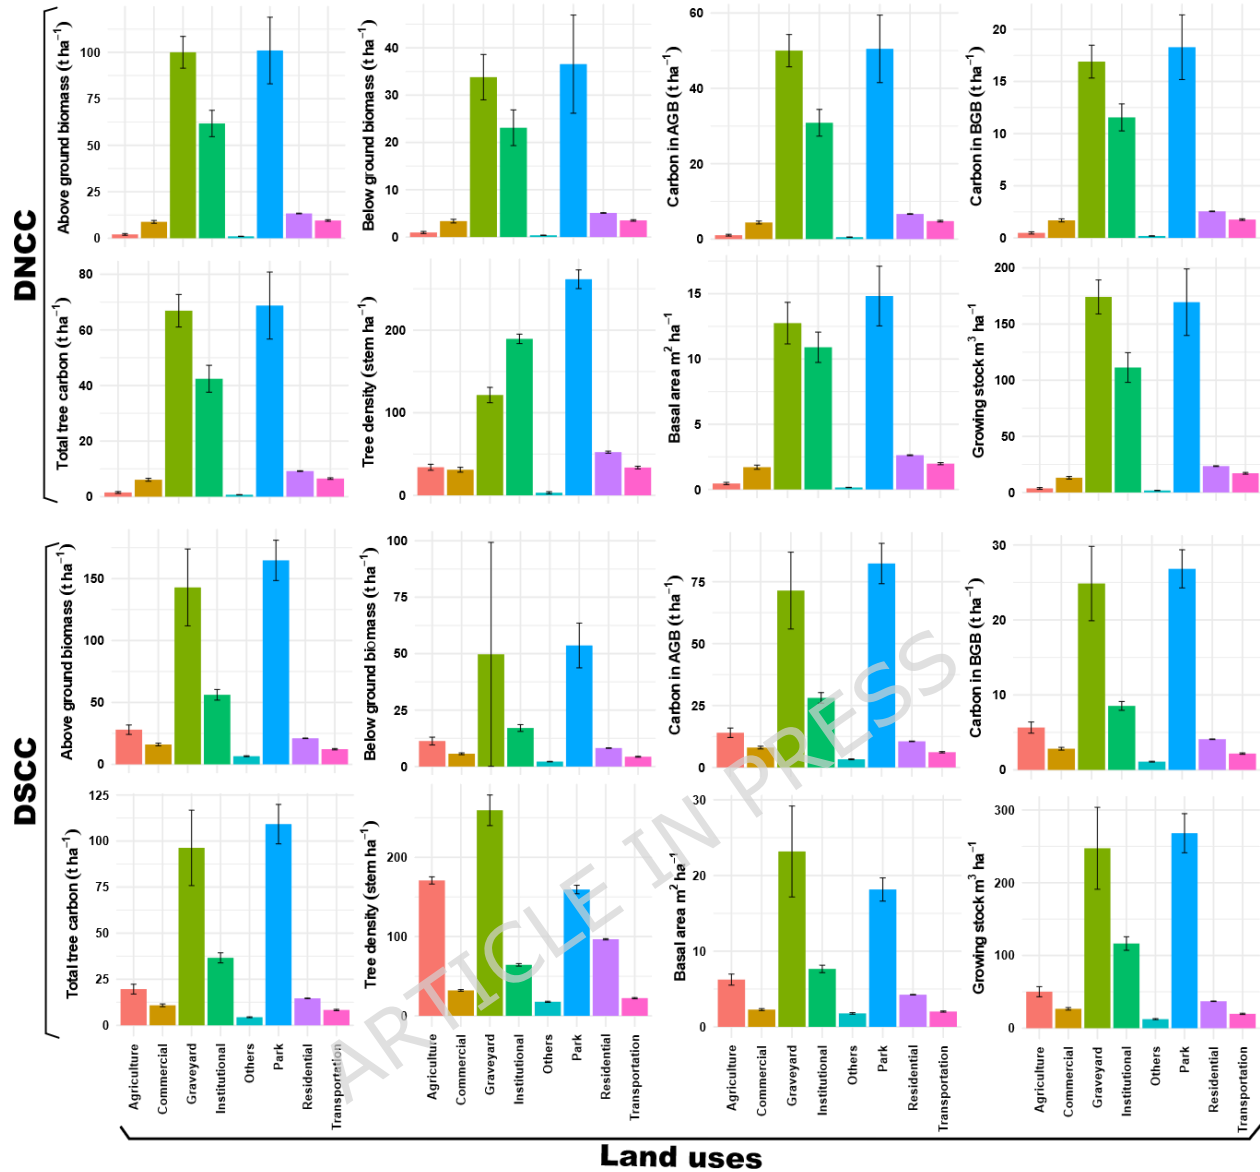 DNCC
Above ground biomass (t ha⁻¹)
100
75
50
25
0
Below ground biomass (t ha⁻¹)
40
30
20
10
0
Carbon in AGB (t ha⁻¹)
60
40
20
0
Carbon in BGB (t ha⁻¹)
20
15
10
5
0
Total tree carbon (t ha⁻¹)
80
60
40
20
0
Tree density (stem ha⁻¹)
200
100
0
Basal area m² ha⁻¹
15
10
5
0
Growing stock m³ ha⁻¹
200
150
100
50
0
DSCC
Above ground biomass (t ha⁻¹)
150
100
50
0
Below ground biomass (t ha⁻¹)
100
75
50
25
0
Carbon in AGB (t ha⁻¹)
75
50
25
0
Carbon in BGB (t ha⁻¹)
30
20
10
0
Total tree carbon (t ha⁻¹)
125
100
75
50
25
0
Tree density (stem ha⁻¹)
200
100
0
Basal area m² ha⁻¹
30
20
10
0
Growing stock m³ ha⁻¹
300
200
100
0
Agriculture
Commercial
Graveyard
Institutional
Others
Park
Residential
Transportation
Agriculture
Commercial
Graveyard
Institutional
Others
Park
Residential
Transportation
Agriculture
Commercial
Graveyard
Institutional
Others
Park
Residential
Transportation
Agriculture
Commercial
Graveyard
Institutional
Others
Park
Residential
Transportation
Land uses
ARTICLE IN PRESS